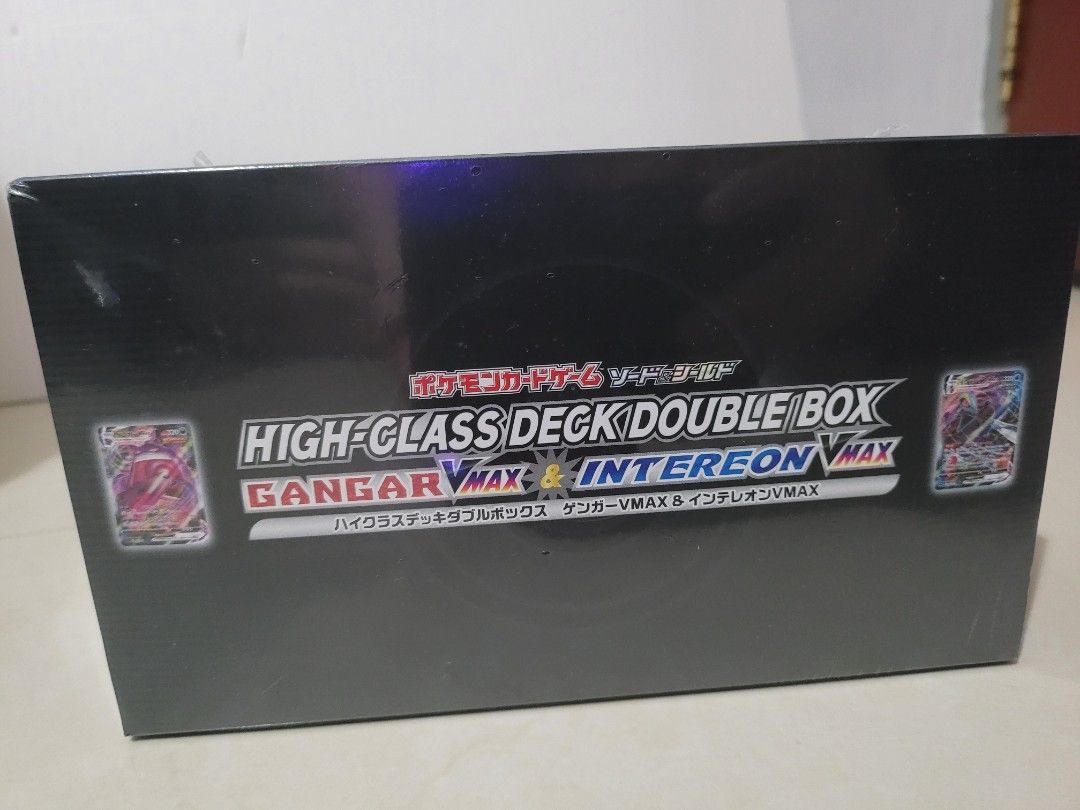 ポケモンカードゲーム ソード&シールド
HIGH-CLASS DECK DOUBLE BOX
GANGAR VMAX & INTEREON VMAX
ハイクラスデッキダブルボックス ゲンガーVMAX & インテレオンVMAX